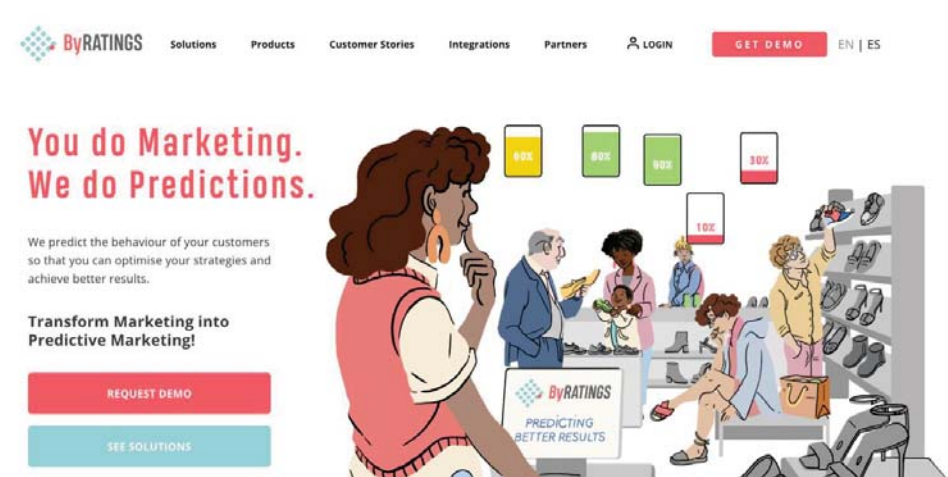 ByRATINGS
Solutions
Products
Customer Stories
Integrations
Partners
LOGIN
GET DEMO
EN | ES
You do Marketing.
We do Predictions.
We predict the behaviour of your customers
so that you can optimise your strategies and
achieve better results.
Transform Marketing into
Predictive Marketing!
REQUEST DEMO
SEE SOLUTIONS
60%
80%
90%
30%
10%
ByRATINGS
PREDICTING
BETTER RESULTS